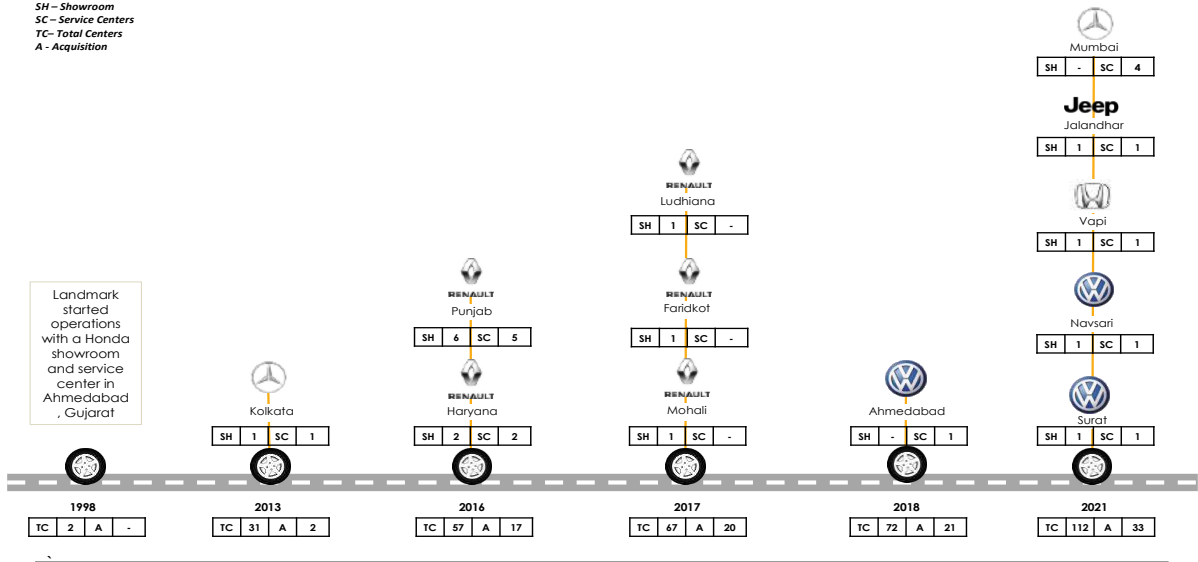 SH – Showroom
SC – Service Centers
TC– Total Centers
A - Acquisition
Landmark
started
operations
with a Honda
showroom
and service
center in
Ahmedabad
, Gujarat
1998
TC 2 A -
Kolkata
SH 1 SC 1
2013
TC 31 A 2
RENAULT
Punjab
SH 6 SC 5
RENAULT
Haryana
SH 2 SC 2
2016
TC 57 A 17
RENAULT
Ludhiana
SH 1 SC -
RENAULT
Faridkot
SH 1 SC -
RENAULT
Mohali
SH 1 SC -
2017
TC 67 A 20
Ahmedabad
SH - SC 1
2018
TC 72 A 21
Mumbai
SH - SC 4
Jeep
Jalandhar
SH 1 SC 1
Vapi
SH 1 SC 1
Navsari
SH 1 SC 1
Surat
SH 1 SC 1
2021
TC 112 A 33
`